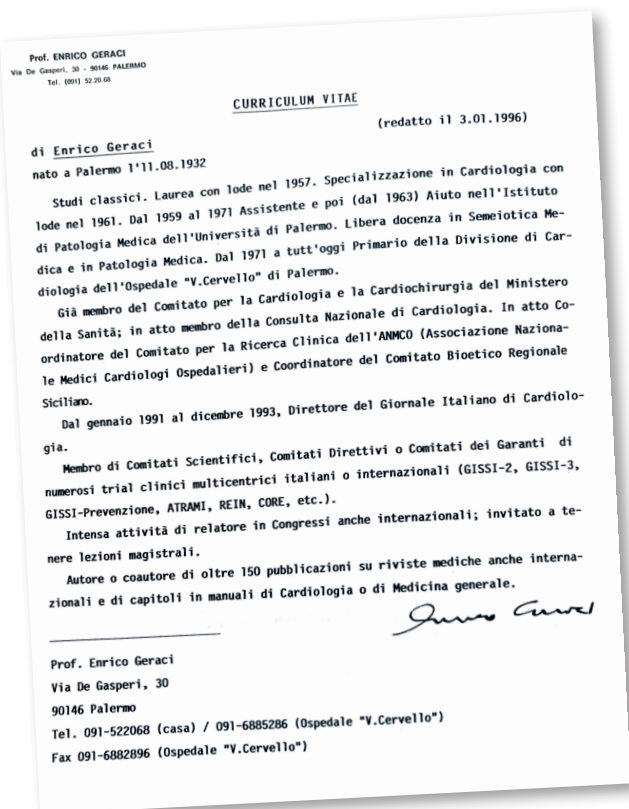 Prof. ENRICO GERACI
Via De Gasperi, 30 - 90146 PALERMO
Tel. (091) 52.20.68
CURRICULUM VITAE
(redatto il 3.01.1996)
di Enrico Geraci
nato a Palermo l'11.08.1932
Studi classici. Laurea con lode nel 1957. Specializzazione in Cardiologia con
lode nel 1961. Dal 1959 al 1971 Assistente e poi (dal 1963) Aiuto nell'Istituto
di Patologia Medica dell'Università di Palermo. Libera docenza in Semeiotica Me-
dica e in Patologia Medica. Dal 1971 a tutt'oggi Primario della Divisione di Car-
diologia dell'Ospedale "V.Cervello" di Palermo.
Già membro del Comitato per la Cardiologia e la Cardiochirurgia del Ministero
della Sanità; in atto membro della Consulta Nazionale di Cardiologia. In atto Co-
ordinatore del Comitato per la Ricerca Clinica dell'ANMCO (Associazione Naziona-
le Medici Cardiologi Ospedalieri) e Coordinatore del Comitato Bioetico Regionale
Siciliano.
Dal gennaio 1991 al dicembre 1993, Direttore del Giornale Italiano di Cardiolo-
gia.
Membro di Comitati Scientifici, Comitati Direttivi o Comitati dei Garanti di
numerosi trial clinici multicentrici italiani o internazionali (GISSI-2, GISSI-3,
GISSI-Prevenzione, ATRAMI, REIN, CORE, etc.).
Intensa attività di relatore in Congressi anche internazionali; invitato a te-
nere lezioni magistrali.
Autore o coautore di oltre 150 pubblicazioni su riviste mediche anche interna-
zionali e di capitoli in manuali di Cardiologia o di Medicina generale.
Prof. Enrico Geraci
Via De Gasperi, 30
90146 Palermo
Tel. 091-522068 (casa) / 091-6885286 (Ospedale "V.Cervello")
Fax 091-6882896 (Ospedale "V.Cervello")